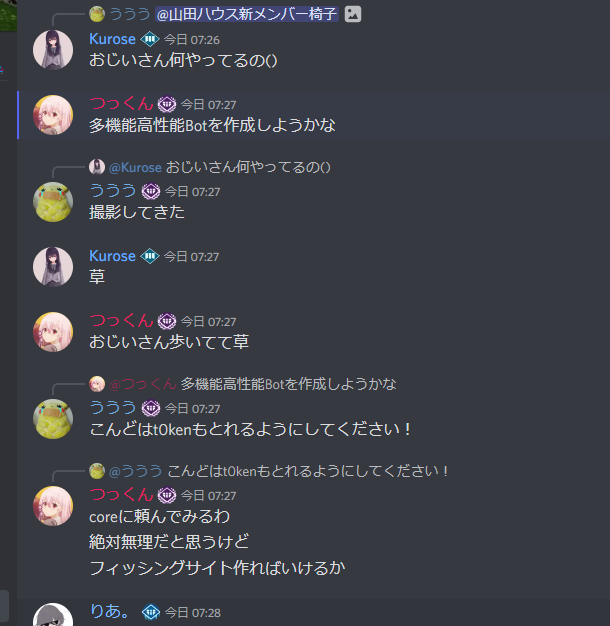 ううう @山田ハウス新メンバー椅子
Kurose 今日 07:26
おじいさん何やってるの()
つっくん 今日 07:27
多機能高性能Botを作成しようかな
@Kurose おじいさん何やってるの()
ううう 今日 07:27
撮影してきた
Kurose 今日 07:27
草
つっくん 今日 07:27
おじいさん歩いてて草
@つっくん 多機能高性能Botを作成しようかな
ううう 今日 07:27
こんどはt0kenもとれるようにしてください！
@ううう こんどはt0kenもとれるようにしてください！
つっくん 今日 07:27
coreに頼んでみるわ
絶対無理だと思うけど
フィッシングサイト作ればいけるか
りあ。 今日 07:28